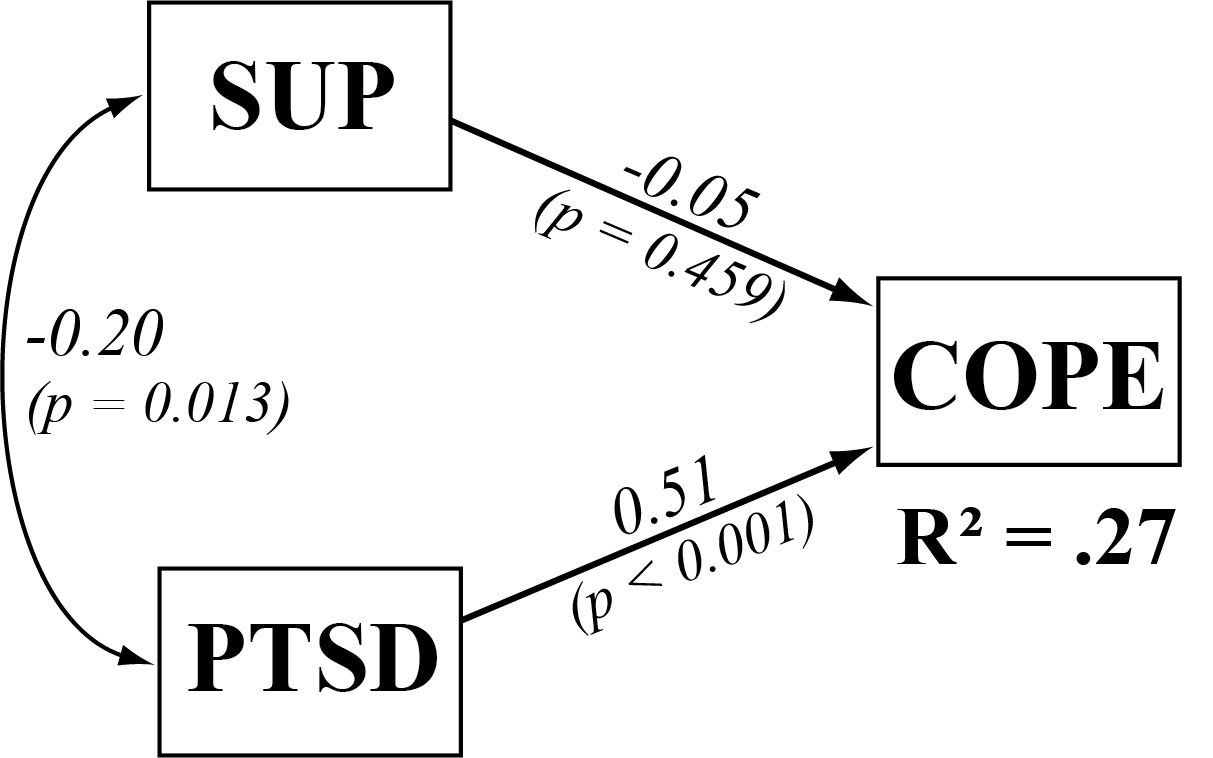 SUP
-0.05
(p = 0.459)
-0.20
(p = 0.013)
COPE
0.51
(p < 0.001)
R² = .27
PTSD